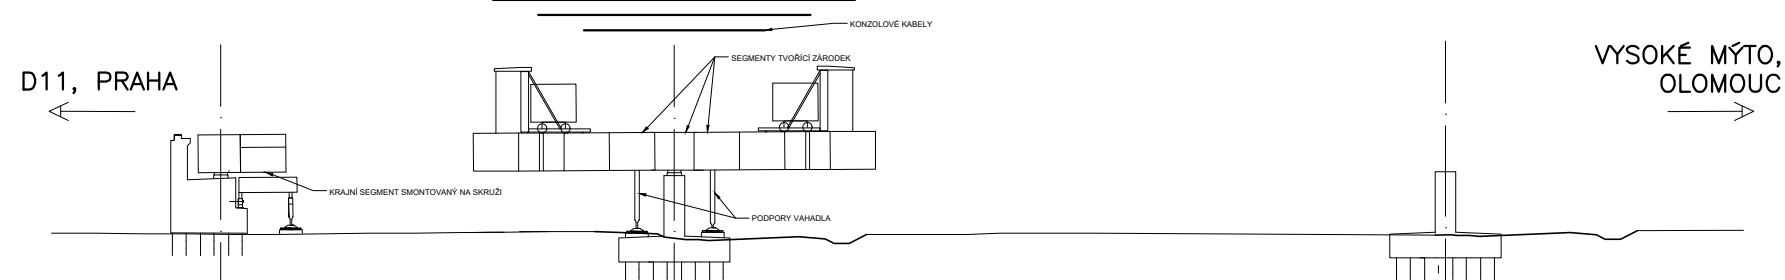 KONZOLOVÉ KABELY
SEGMENTY TVOŘÍCÍ ZÁRODEK
D11, PRAHA
VYSOKÉ MÝTO,
OLOMOUC
KRAJNÍ SEGMENT SMONTOVANÝ NA SKRUŽI
PODPORY VAHADLA